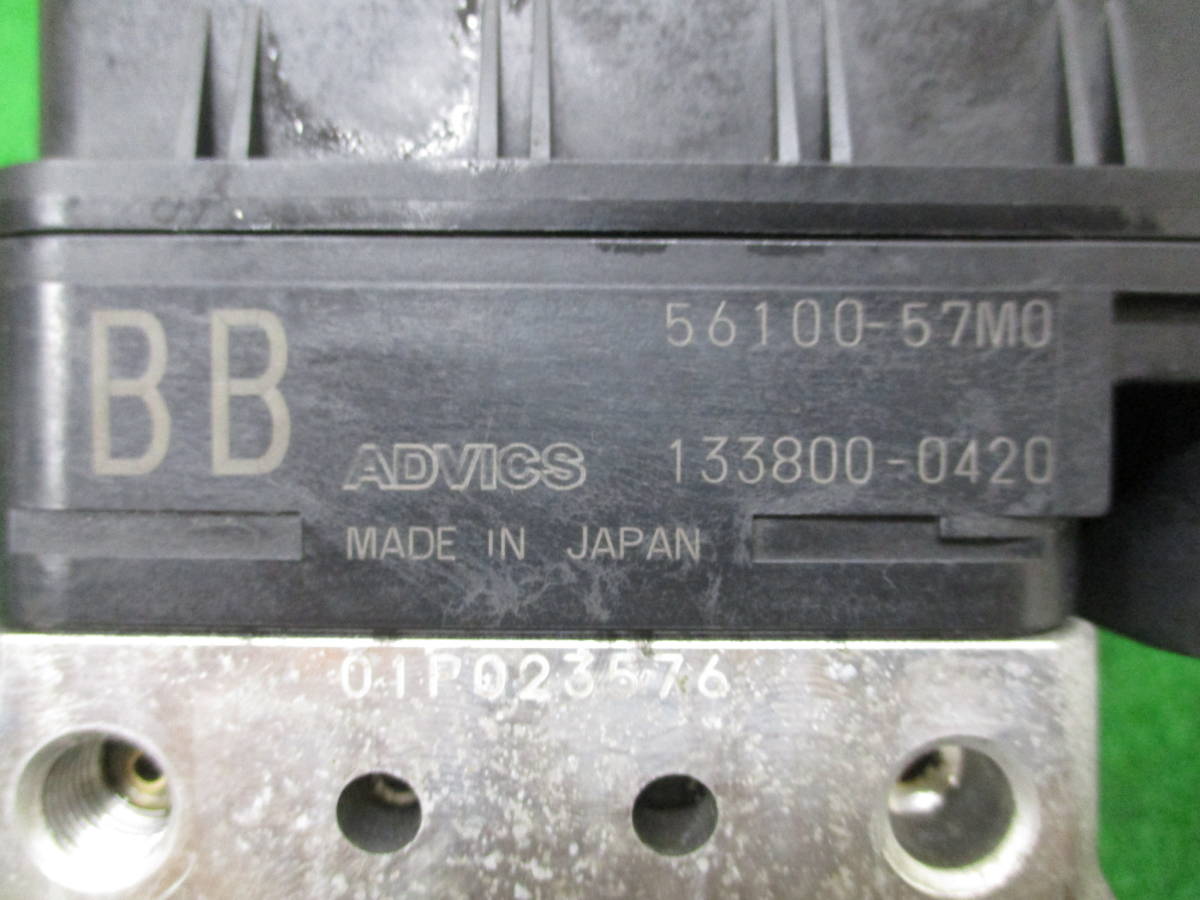 BB
56100-57M0
ADVICS 133800-0420
MADE IN JAPAN
01P023576